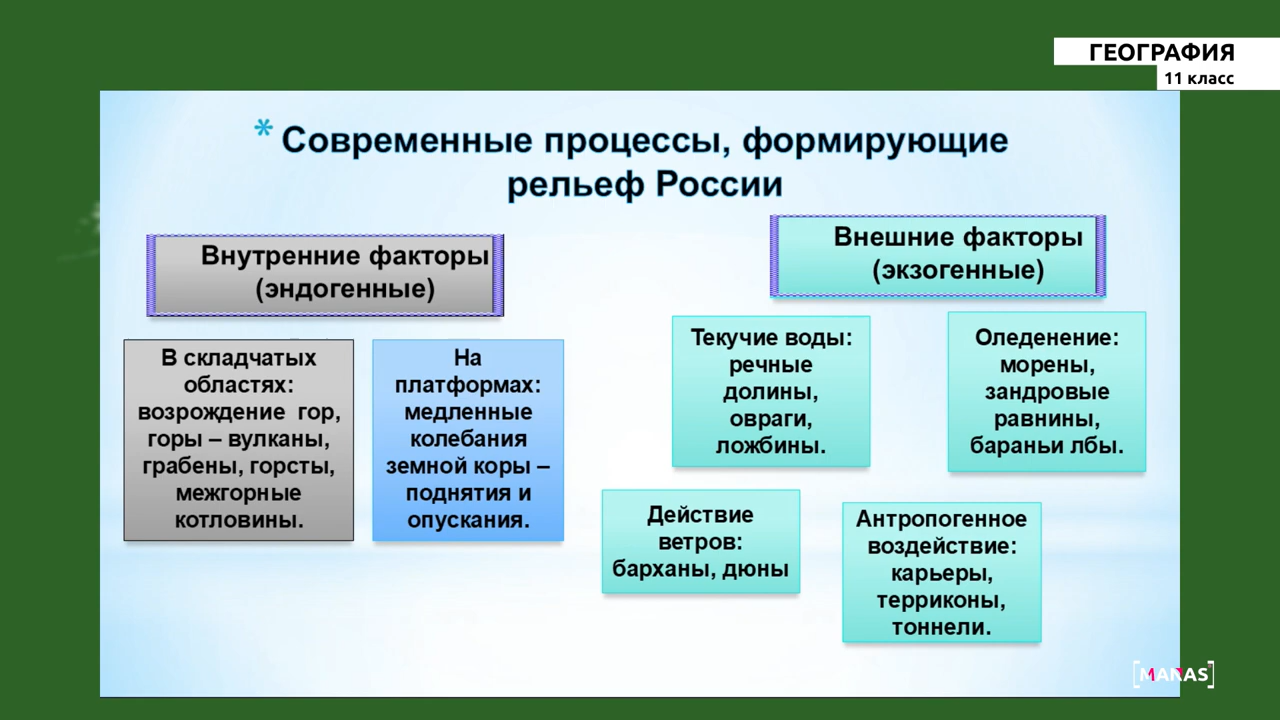 ГЕОГРАФИЯ
11 класс
* Современные процессы, формирующие
рельеф России
Внутренние факторы
(эндогенные)
Внешние факторы
(экзогенные)
В складчатых
областях:
возрождение гор,
горы – вулканы,
грабены, горсты,
межгорные
котловины.
На
платформах:
медленные
колебания
земной коры –
поднятия и
опускания.
Текучие воды:
речные
долины,
овраги,
ложбины.
Оледенение:
морены,
зандровые
равнины,
бараньи лбы.
Действие
ветров:
барханы, дюны
Антропогенное
воздействие:
карьеры,
терриконы,
тоннели.
[MANAS]